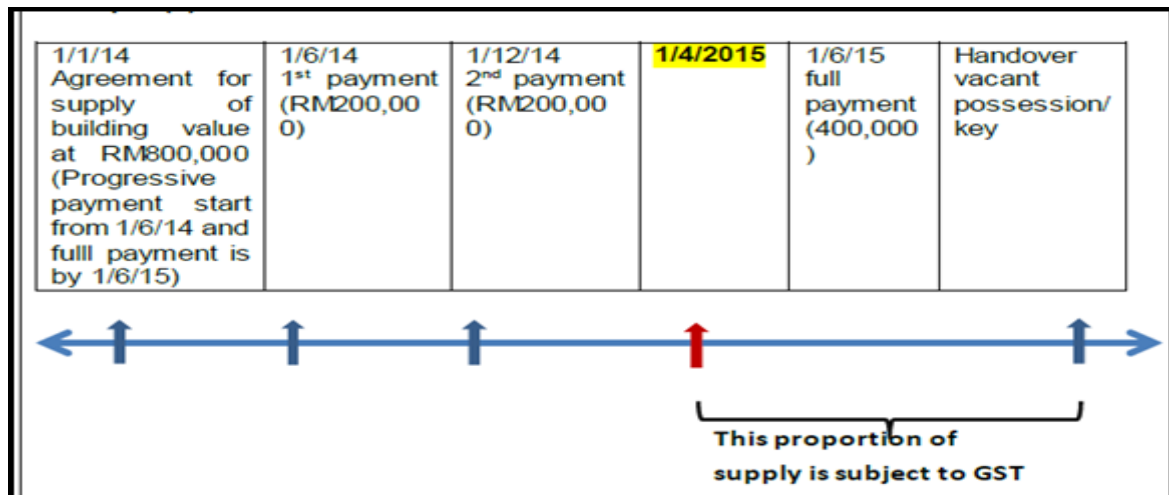 1/1/14
Agreement for
supply of
building value
at RM800,000
(Progressive
payment start
from 1/6/14 and
fulll payment is
by 1/6/15)
1/6/14
1st payment
(RM200,00
0)
1/12/14
2nd payment
(RM200,00
0)
1/4/2015
1/6/15
full
payment
(400,000
)
Handover
vacant
possession/
key
This proportion of
supply is subject to GST